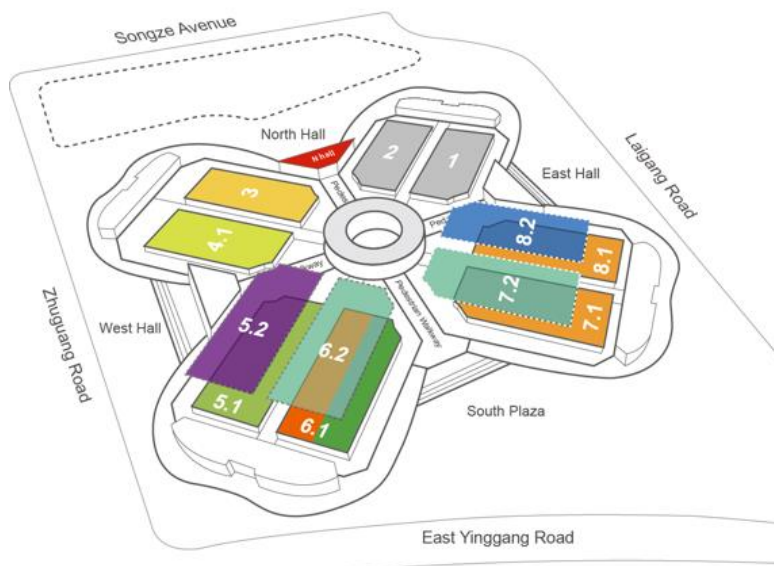 Songze Avenue
North Hall
N hall
2
1
East Hall
Laigang Road
3
4.1
8.2
8.1
7.2
7.1
Pedestrian Walkway
West Hall
Zhuguang Road
5.2
6.2
5.1
6.1
South Plaza
East Yinggang Road